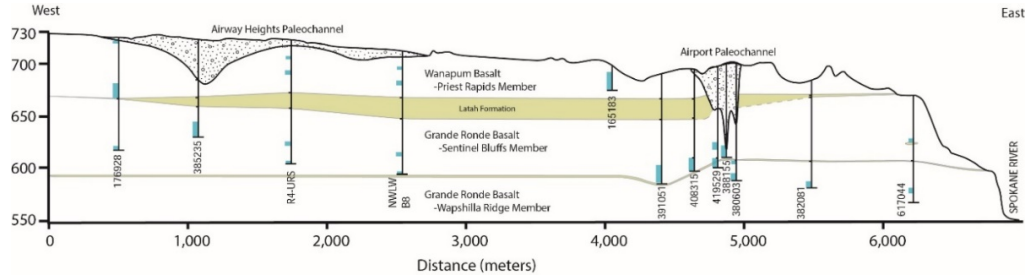 West
East
Airway Heights Paleochannel
Airport Paleochannel
730
700
650
600
550
Wanapum Basalt
-Priest Rapids Member
Latah Formation
Grande Ronde Basalt
-Sentinel Bluffs Member
Grande Ronde Basalt
-Wapshilla Ridge Member
176928
385235
R4-URS
NWLW
B8
165183
391051
408315
419529
388155
380603
382081
617044
SPOKANE RIVER
0
1,000
2,000
3,000
4,000
5,000
6,000
Distance (meters)